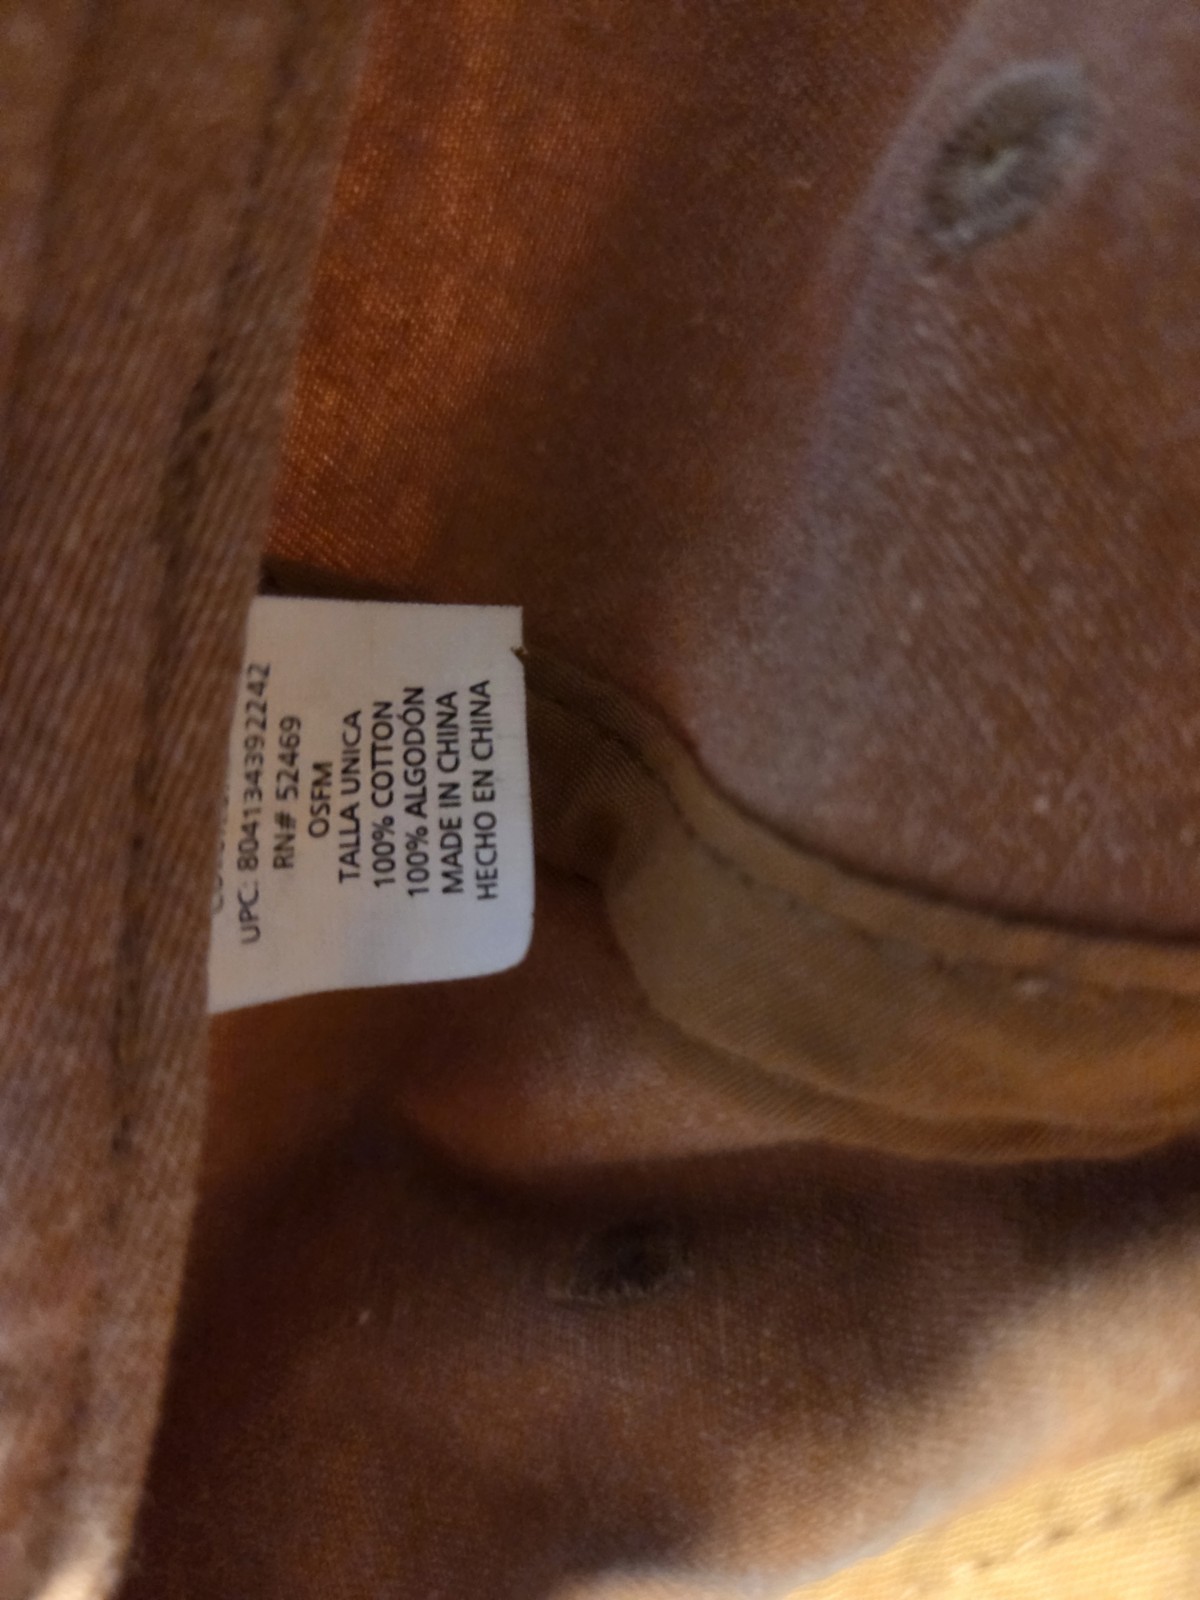 UPC: 804134392242
RN# 52469
OSFM
TALLA UNICA
100% COTTON
100% ALGODÓN
MADE IN CHINA
HECHO EN CHINA